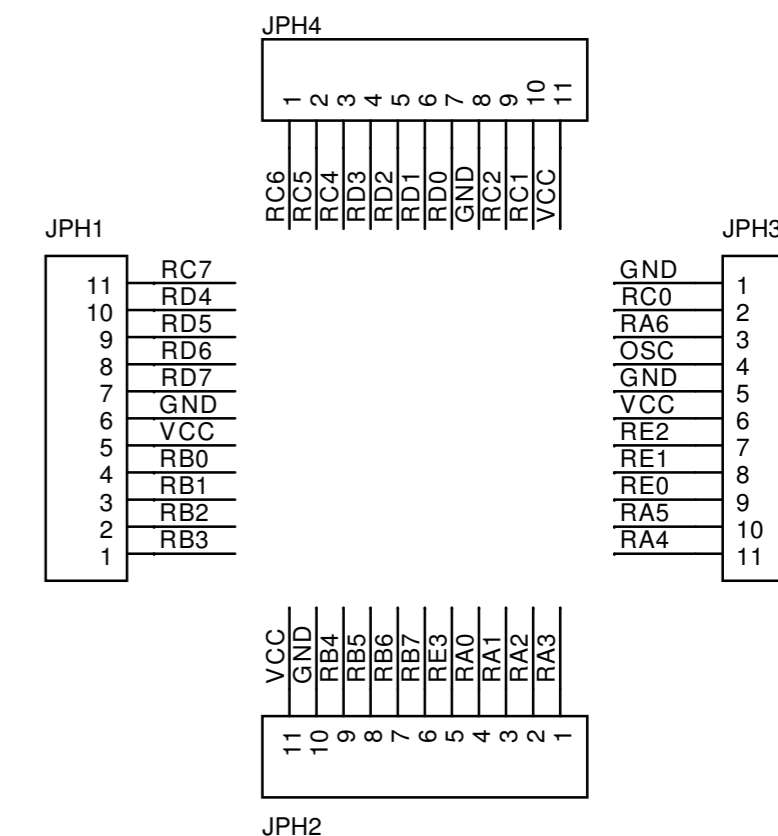 JPH4
1 2 3 4 5 6 7 8 9 10 11
RC6 RC5 RC4 RD3 RD2 RD1 RD0 GND RC2 RC1 VCC
JPH1
11 RC7
10 RD4
9 RD5
8 RD6
7 RD7
6 GND
5 VCC
4 RB0
3 RB1
2 RB2
1 RB3
JPH3
GND 1
RC0 2
RA6 3
OSC 4
GND 5
VCC 6
RE2 7
RE1 8
RE0 9
RA5 10
RA4 11
VCC GND RB4 RB5 RB6 RB7 RE3 RA0 RA1 RA2 RA3
11 10 9 8 7 6 5 4 3 2 1
JPH2